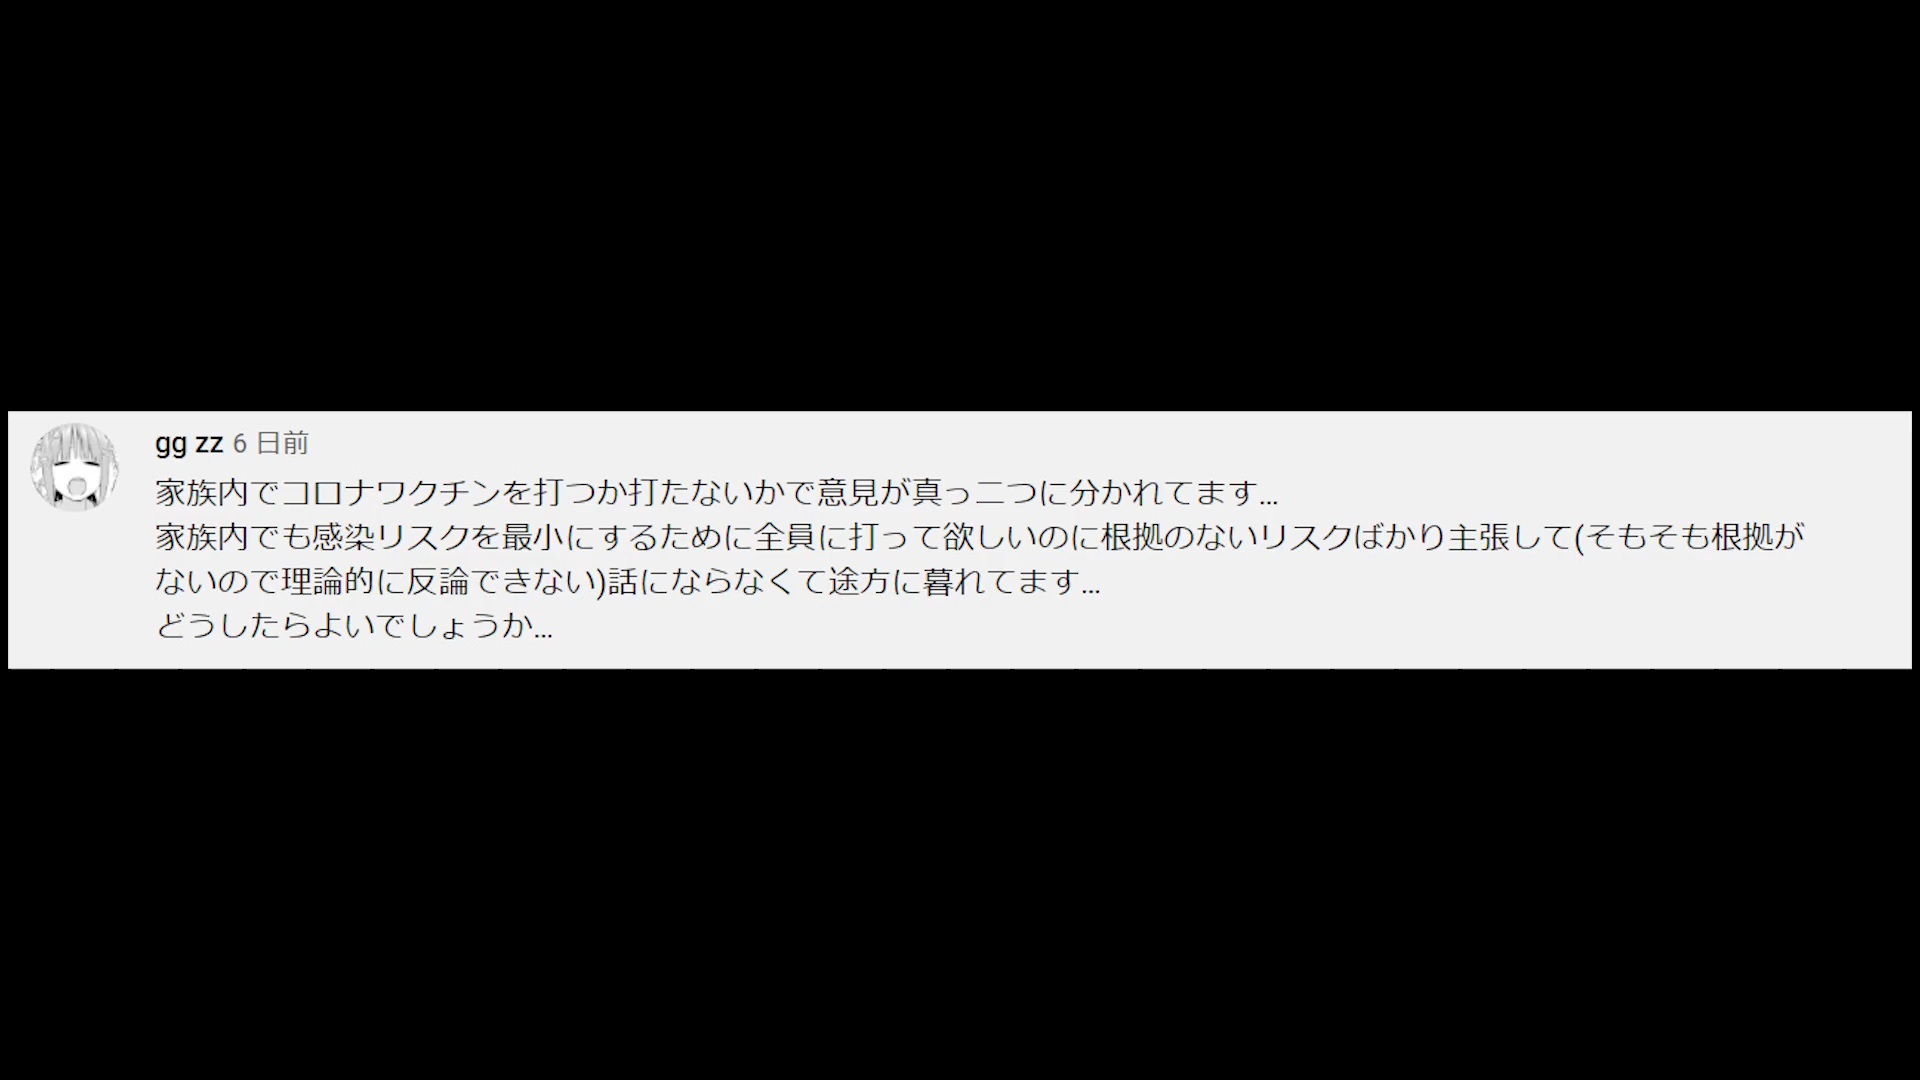 gg zz 6 日前
家族内でコロナワクチンを打つか打たないかで意見が真っ二つに分かれてます...
家族内でも感染リスクを最小にするために全員に打って欲しいのに根拠のないリスクばかり主張して(そもそも根拠が
ないので理論的に反論できない)話にならなくて途方に暮れてます...
どうしたらよいでしょうか...